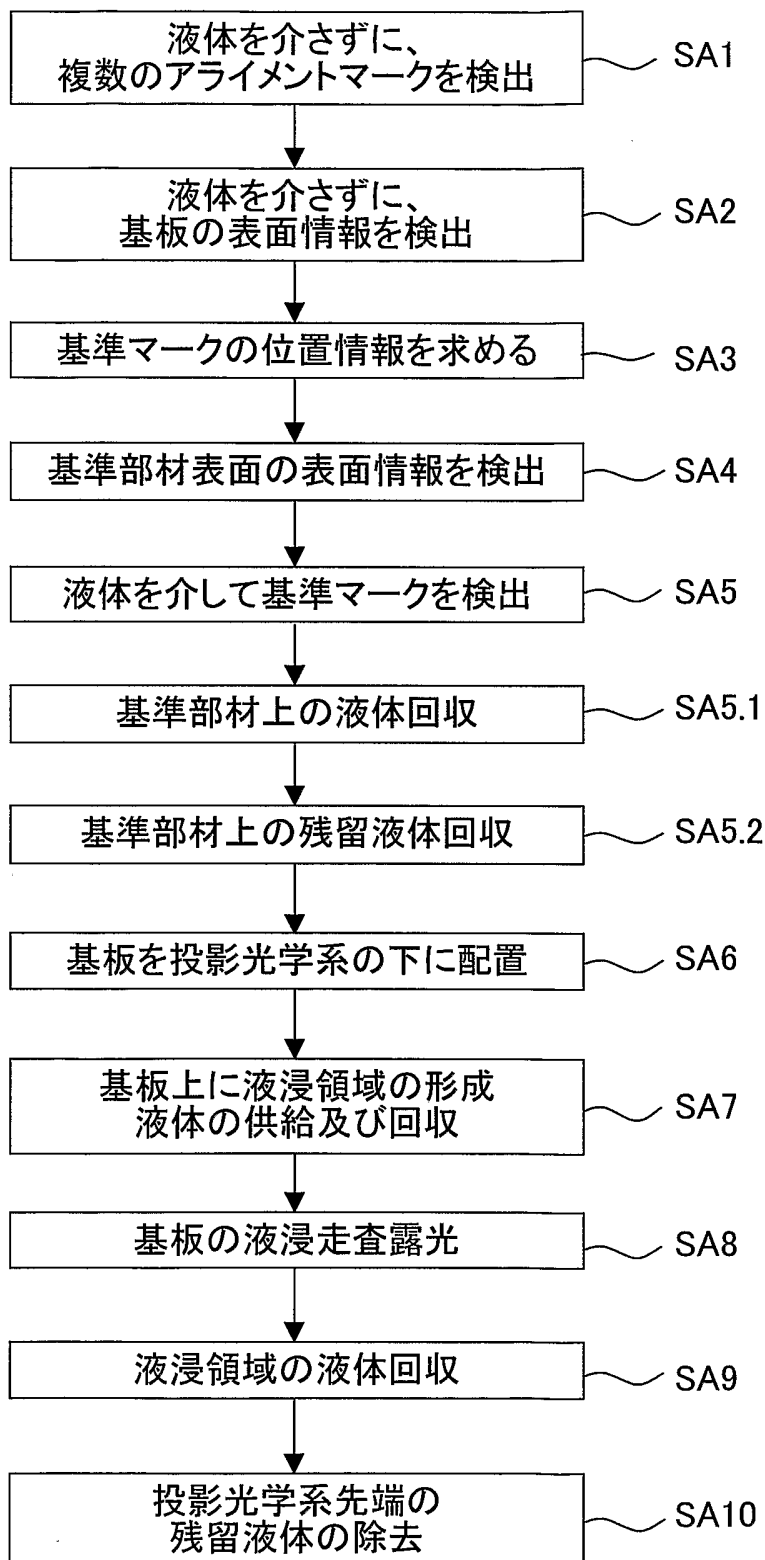 液体を介さずに、
複数のアライメントマークを検出
SA1
液体を介さずに、
基板の表面情報を検出
SA2
基準マークの位置情報を求める
SA3
基準部材表面の表面情報を検出
SA4
液体を介して基準マークを検出
SA5
基準部材上の液体回収
SA5.1
基準部材上の残留液体回収
SA5.2
基板を投影光学系の下に配置
SA6
基板上に液浸領域の形成
液体の供給及び回収
SA7
基板の液浸走査露光
SA8
液浸領域の液体回収
SA9
投影光学系先端の
残留液体の除去
SA10